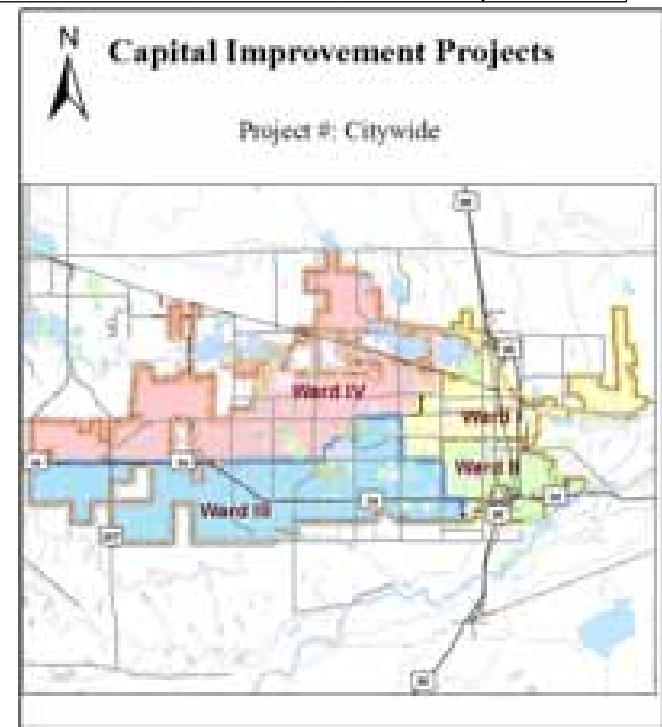 N
Capital Improvement Projects
Project #: Citywide
Ward IV
Ward I
Ward II
Ward III